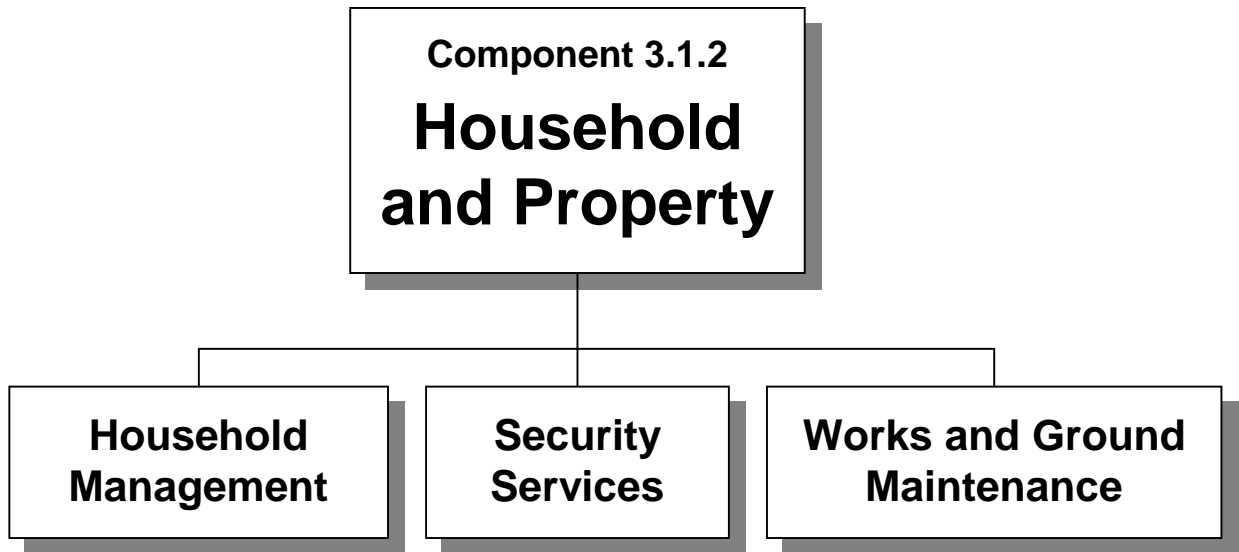 Component 3.1.2
Household
and Property
Household
Management
Security
Services
Works and Ground
Maintenance